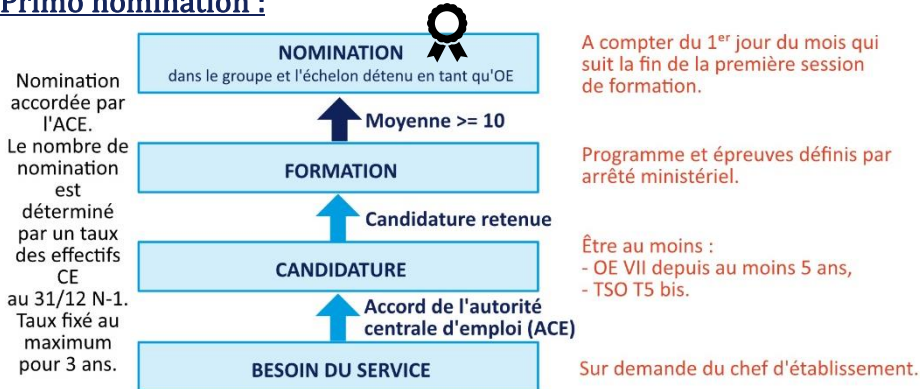 Primo nomination :
NOMINATION
dans le groupe et l'échelon détenu en tant qu'OE
A compter du 1er jour du mois qui
suit la fin de la première session
de formation.
Moyenne >= 10
FORMATION
Programme et épreuves définis par
arrêté ministériel.
Candidature retenue
CANDIDATURE
Être au moins :
- OE VII depuis au moins 5 ans,
- TSO T5 bis.
Accord de l'autorité
centrale d'emploi (ACE)
BESOIN DU SERVICE
Sur demande du chef d'établissement.
Nomination
accordée par
l'ACE.
Le nombre de
nomination
est
déterminé
par un taux
des effectifs
CE
au 31/12 N-1.
Taux fixé au
maximum
pour 3 ans.